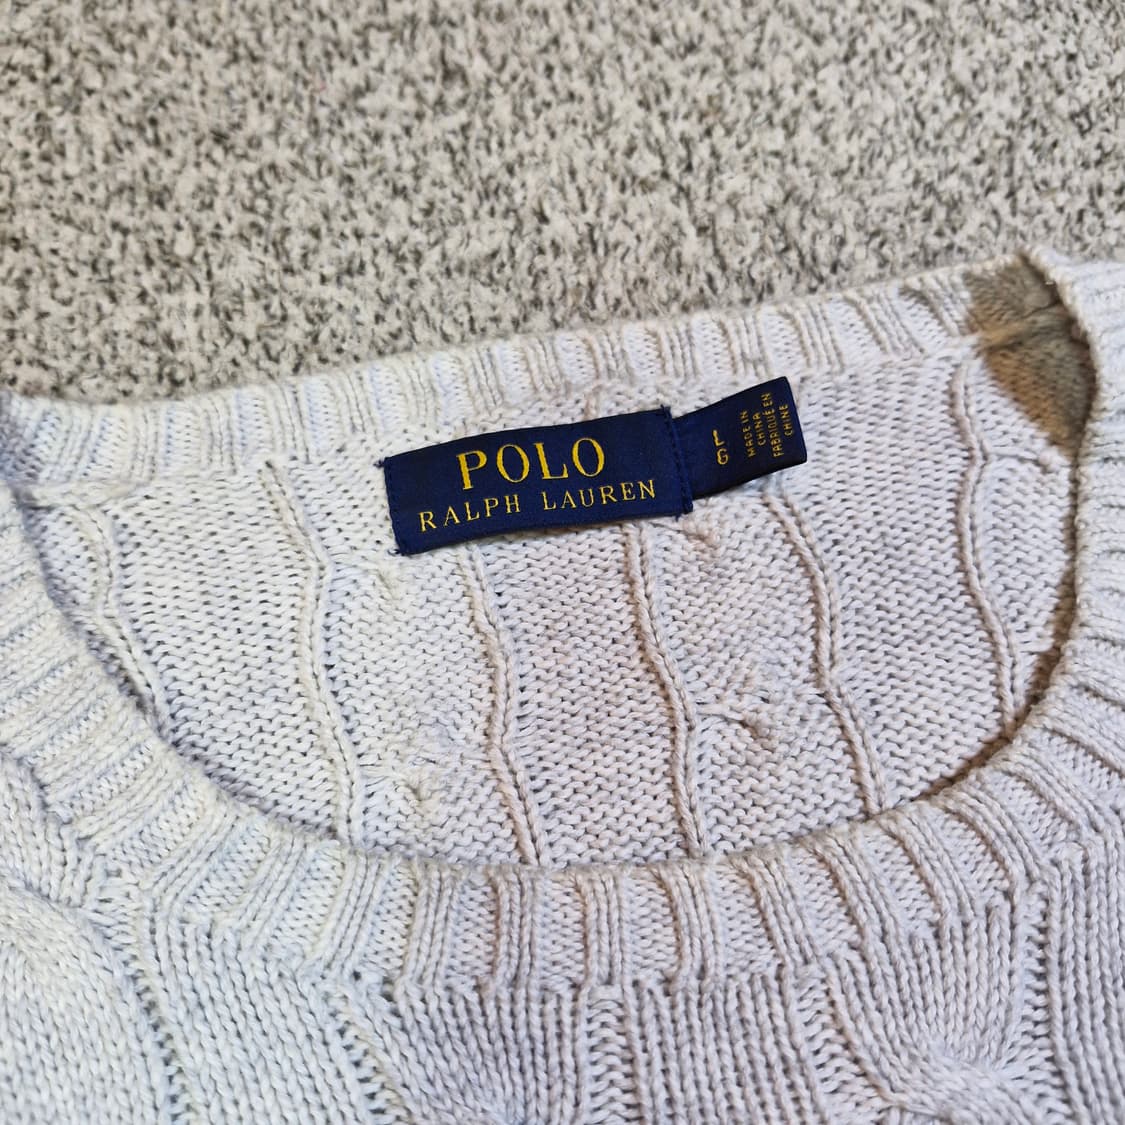 POLO
RALPH LAUREN
L
G
MADE IN
CHINA
FABRIQUÉ EN
CHINE